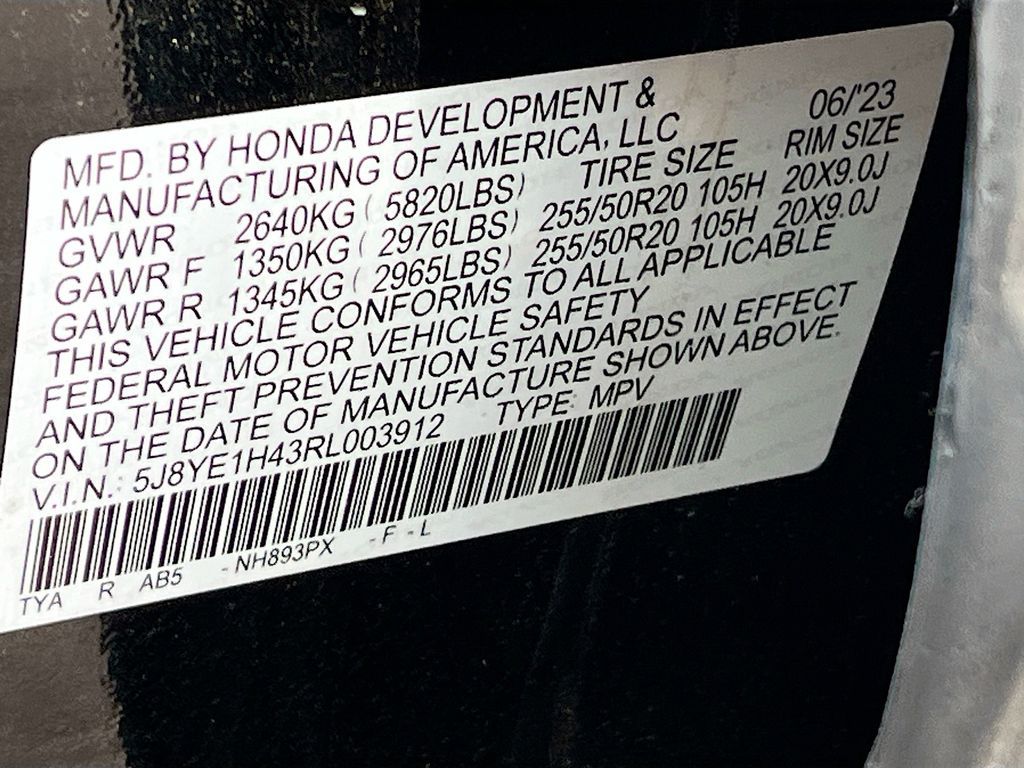 MFD. BY HONDA DEVELOPMENT & 06/'23
MANUFACTURING OF AMERICA, LLC
TIRE SIZE RIM SIZE
GVWR 2640KG ( 5820LBS)
GAWR F 1350KG ( 2976LBS) 255/50R20 105H 20X9.0J
GAWR R 1345KG ( 2965LBS) 255/50R20 105H 20X9.0J
THIS VEHICLE CONFORMS TO ALL APPLICABLE
FEDERAL MOTOR VEHICLE SAFETY
AND THEFT PREVENTION STANDARDS IN EFFECT
ON THE DATE OF MANUFACTURE SHOWN ABOVE.
V.I.N.: 5J8YE1H43RL003912 TYPE: MPV
TYA R AB5 - NH893PX - F - L